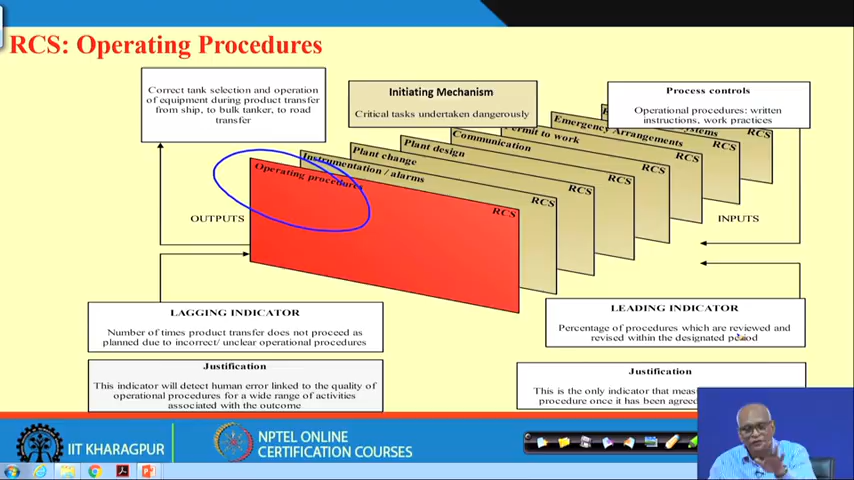 RCS: Operating Procedures
Correct tank selection and operation
of equipment during product transfer
from ship, to bulk tanker, to road
transfer
Initiating Mechanism
Critical tasks undertaken dangerously
Process controls
Operational procedures: written
instructions, work practices
Operating procedures
RCS
Instrumentation / alarms
RCS
Plant change
RCS
Plant design
RCS
Communication
RCS
Permit to work
RCS
Emergency Arrangements
RCS
RCS
OUTPUTS
INPUTS
LAGGING INDICATOR
Number of times product transfer does not proceed as
planned due to incorrect/ unclear operational procedures
Justification
This indicator will detect human error linked to the quality of
operational procedures for a wide range of activities
associated with the outcome
LEADING INDICATOR
Percentage of procedures which are reviewed and
revised within the designated period
Justification
This is the only indicator that
procedure once it has been
IIT KHARAGPUR
NPTEL ONLINE
CERTIFICATION COURSES